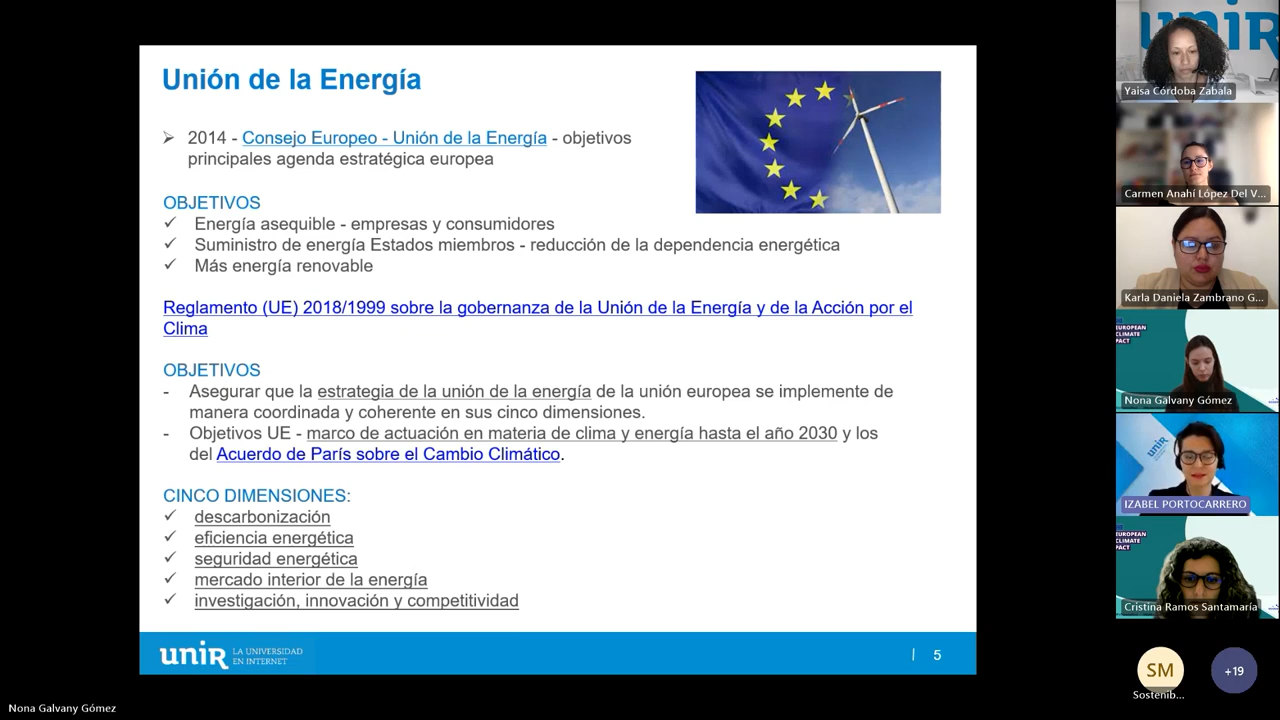 Unión de la Energía
➢ 2014 - Consejo Europeo - Unión de la Energía - objetivos
principales agenda estratégica europea
OBJETIVOS
✓ Energía asequible - empresas y consumidores
✓ Suministro de energía Estados miembros - reducción de la dependencia energética
✓ Más energía renovable
Reglamento (UE) 2018/1999 sobre la gobernanza de la Unión de la Energía y de la Acción por el
Clima
OBJETIVOS
- Asegurar que la estrategia de la unión de la energía de la unión europea se implemente de
manera coordinada y coherente en sus cinco dimensiones.
- Objetivos UE - marco de actuación en materia de clima y energía hasta el año 2030 y los
del Acuerdo de París sobre el Cambio Climático.
CINCO DIMENSIONES:
✓ descarbonización
✓ eficiencia energética
✓ seguridad energética
✓ mercado interior de la energía
✓ investigación, innovación y competitividad
unir LA UNIVERSIDAD
EN INTERNET
| 5
unir
Yaisa Córdoba Zabala
Carmen Anahí López Del V...
Karla Daniela Zambrano G...
EUROPEAN
CLIMATE
Nona Galvany Gómez
unir
IZABEL PORTOCARRERO
EUROPEAN
CLIMATE
Cristina Ramos Santamaría
SM
Sostenib...
+19
Nona Galvany Gómez